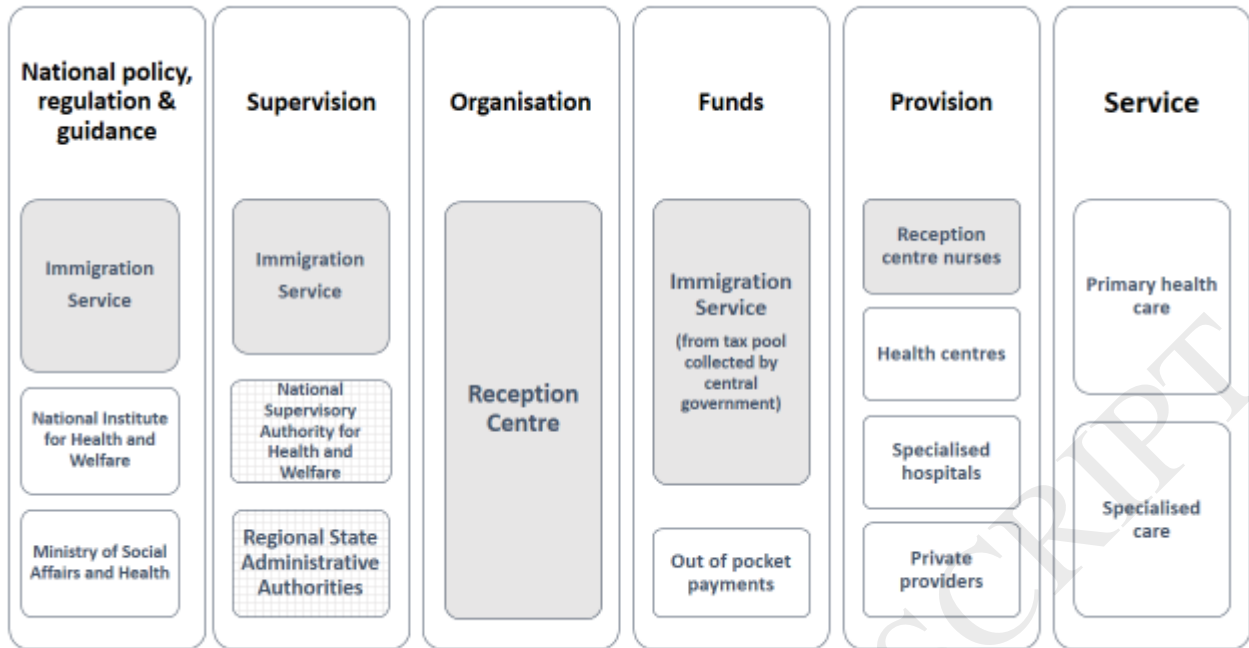 National policy,
regulation &
guidance
Immigration
Service
National Institute
for Health and
Welfare
Ministry of Social
Affairs and Health
Supervision
Immigration
Service
National
Supervisory
Authority for
Health and
Welfare
Regional State
Administrative
Authorities
Organisation
Reception
Centre
Funds
Immigration
Service
(from tax pool
collected by
central
government)
Out of pocket
payments
Provision
Reception
centre nurses
Health centres
Specialised
hospitals
Private
providers
Service
Primary health
care
Specialised
care
SCRIPT